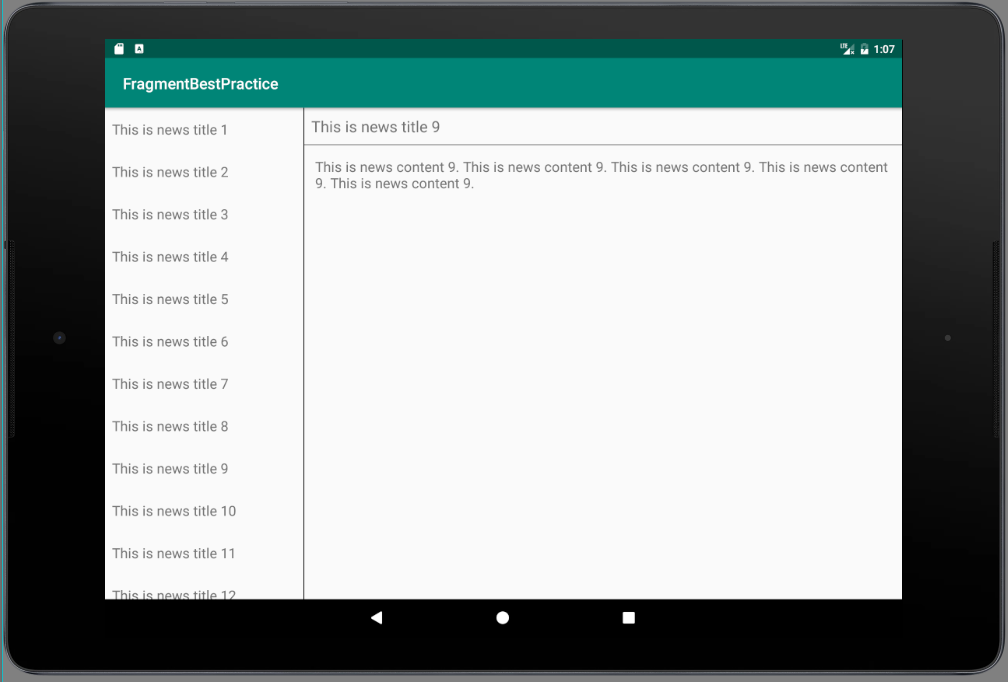 LTE 1:07
FragmentBestPractice
This is news title 1
This is news title 2
This is news title 3
This is news title 4
This is news title 5
This is news title 6
This is news title 7
This is news title 8
This is news title 9
This is news title 10
This is news title 11
This is news title 12
This is news title 9
This is news content 9. This is news content 9. This is news content 9. This is news content
9. This is news content 9.